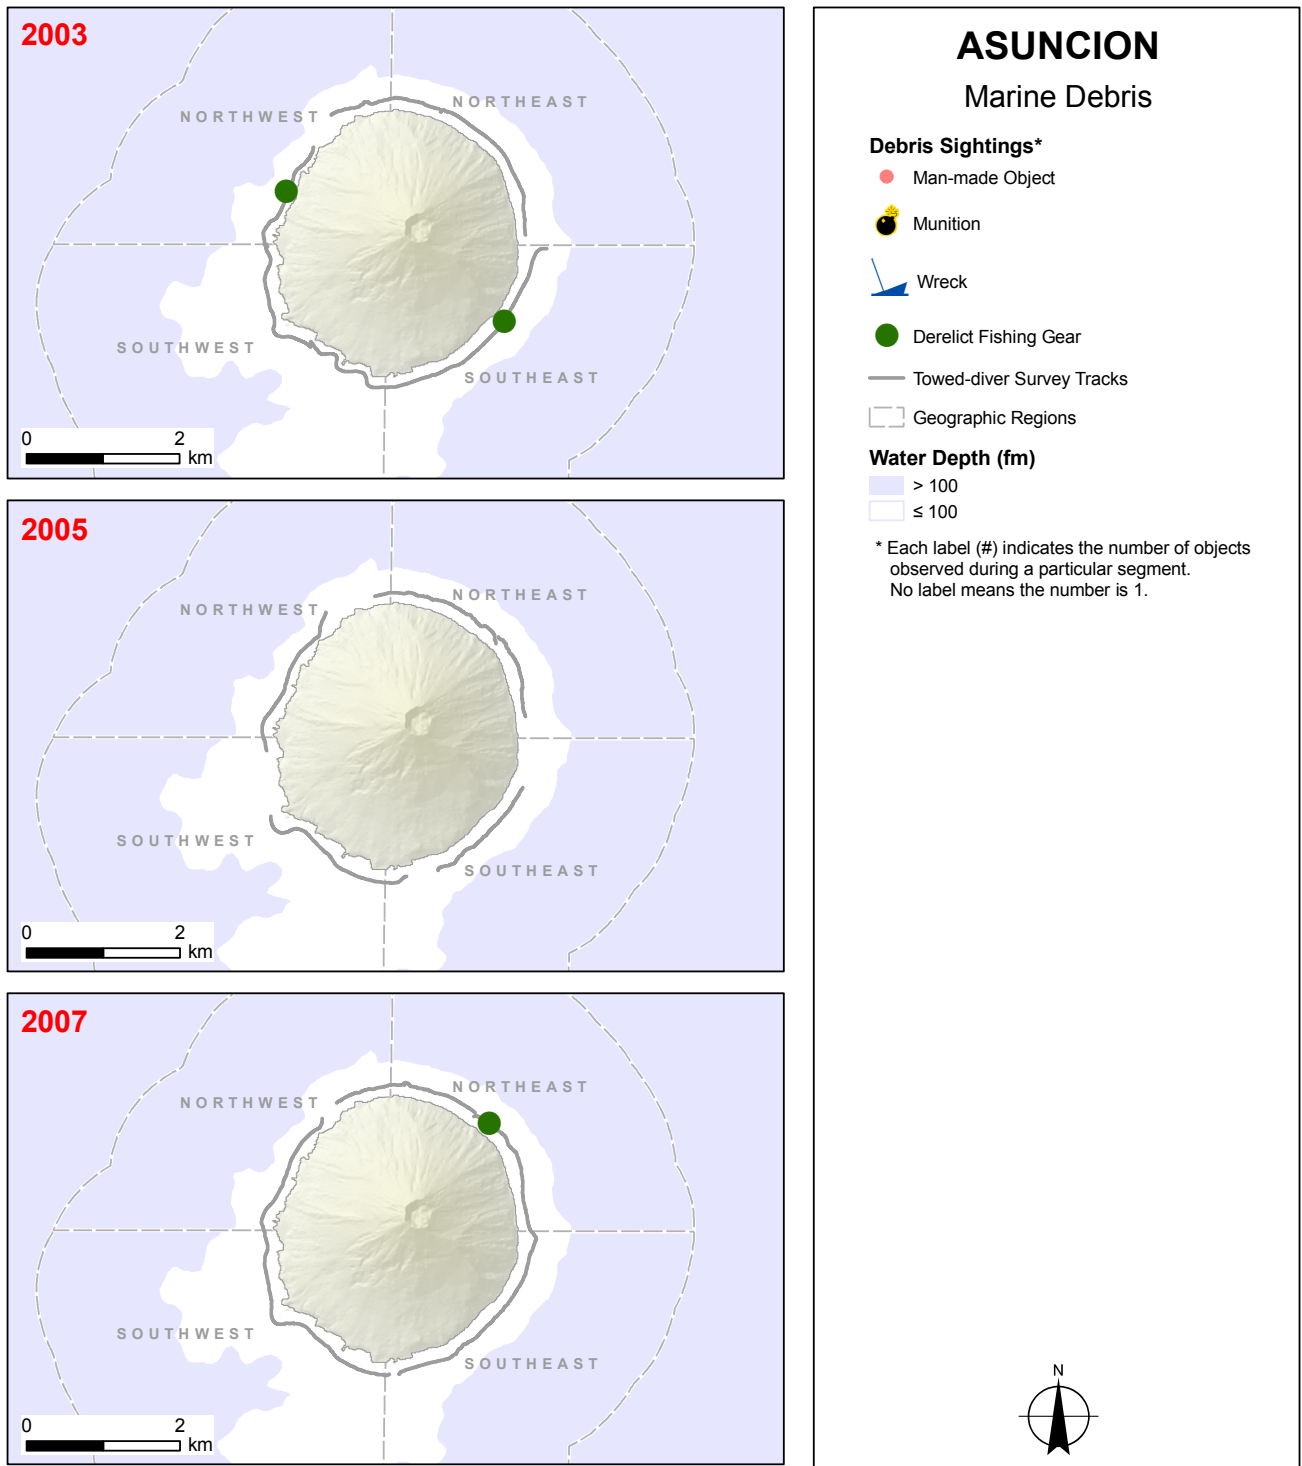 2003
NORTHWEST
NORTHEAST
SOUTHWEST
SOUTHEAST
0 2
km
2005
NORTHWEST
NORTHEAST
SOUTHWEST
SOUTHEAST
0 2
km
2007
NORTHWEST
NORTHEAST
SOUTHWEST
SOUTHEAST
0 2
km
ASUNCION
Marine Debris
Debris Sightings*
Man-made Object
Munition
Wreck
Derelict Fishing Gear
Towed-diver Survey Tracks
Geographic Regions
Water Depth (fm)
> 100
≤ 100
* Each label (#) indicates the number of objects
observed during a particular segment.
No label means the number is 1.
N